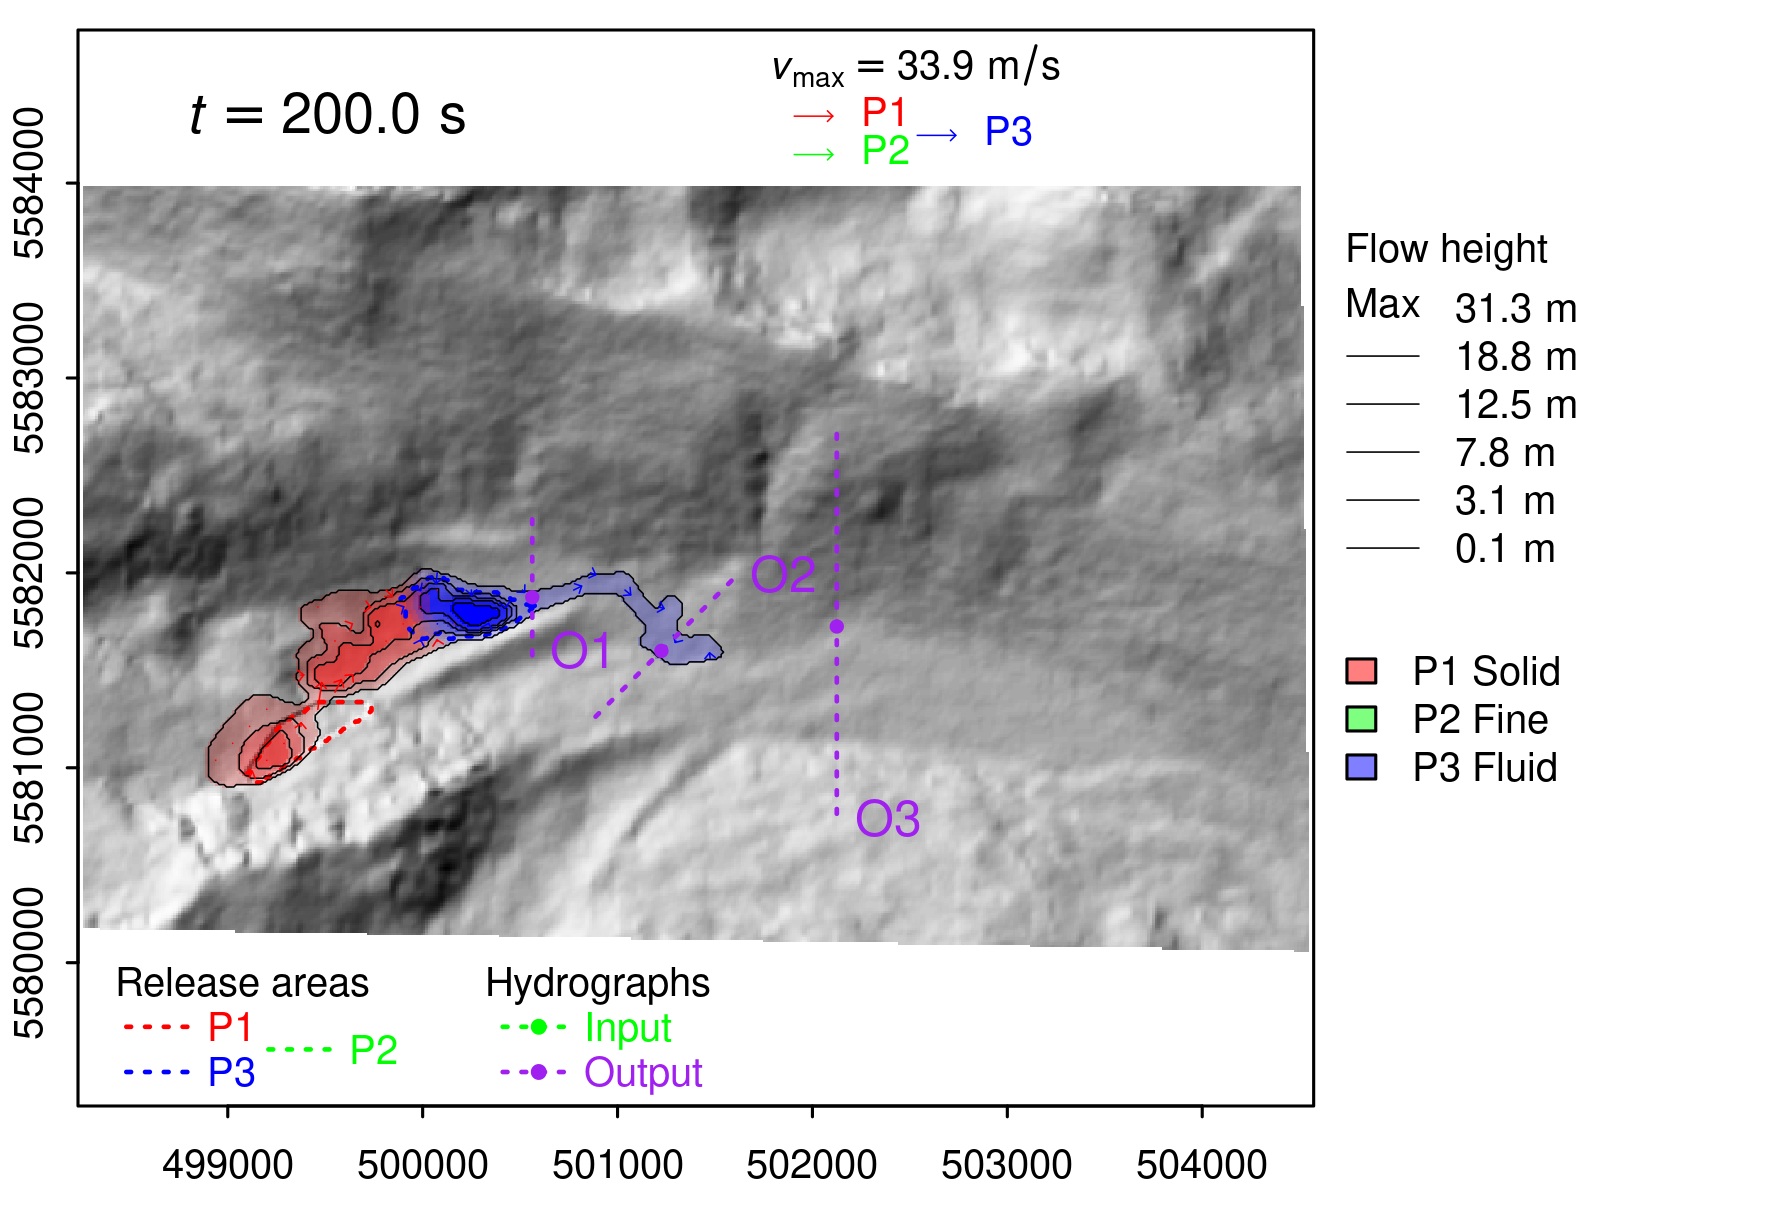 t = 200.0 s
vmax = 33.9 m/s
P1
P2
P3
5584000
5583000
5582000
5581000
5580000
O1
O2
O3
Flow height
Max 31.3 m
18.8 m
12.5 m
7.8 m
3.1 m
0.1 m
P1 Solid
P2 Fine
P3 Fluid
Release areas
P1
P2
P3
Hydrographs
Input
Output
499000 500000 501000 502000 503000 504000